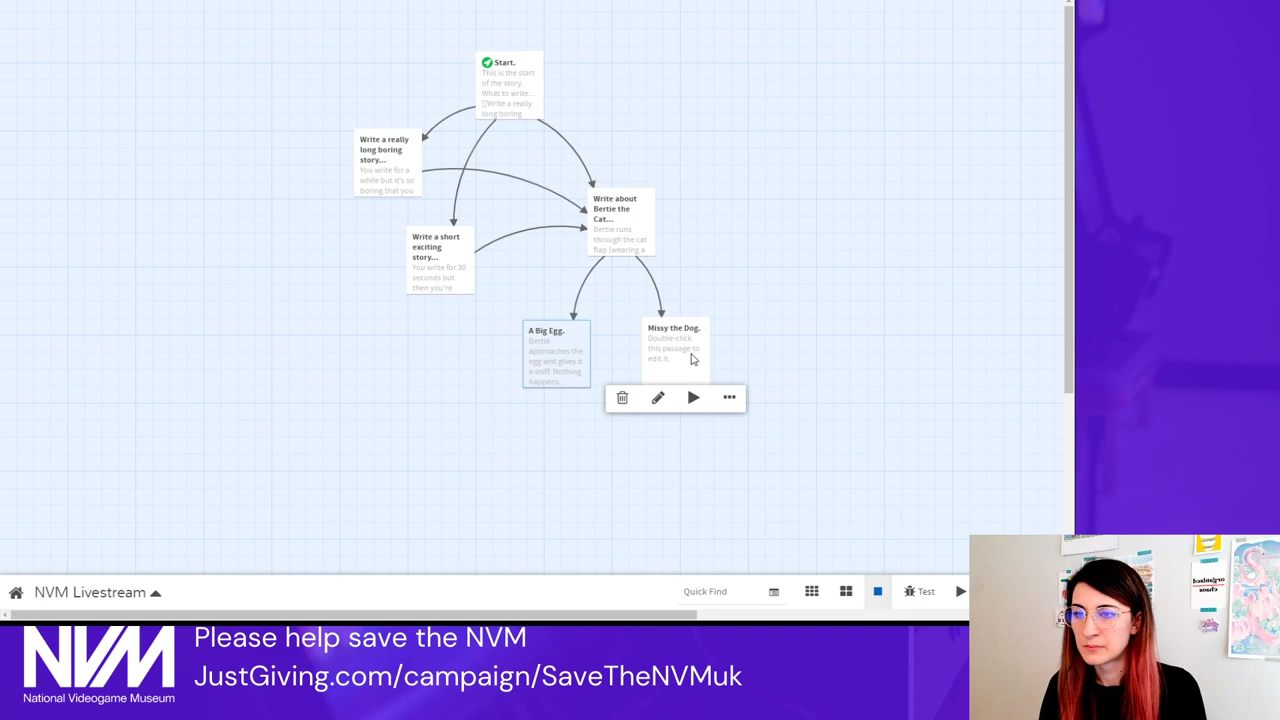 Start.
This is the start
of the story.
What to write...
[[Write a really
long boring
Write a really
long boring
story...
You write for a
while but it's so
boring that you
Write about
Bertie the
Cat...
Bertie runs
through the cat
flap (wearing a
Write a short
exciting
story...
You write for 30
seconds but
then you're
A Big Egg.
Bertie
approaches the
egg and gives it
a sniff. Nothing
happens...
Missy the Dog.
Double-click
this passage to
edit it.
NVM Livestream
Quick Find
Test
Please help save the NVM
JustGiving.com/campaign/SaveTheNVMuk
NVM
National Videogame Museum